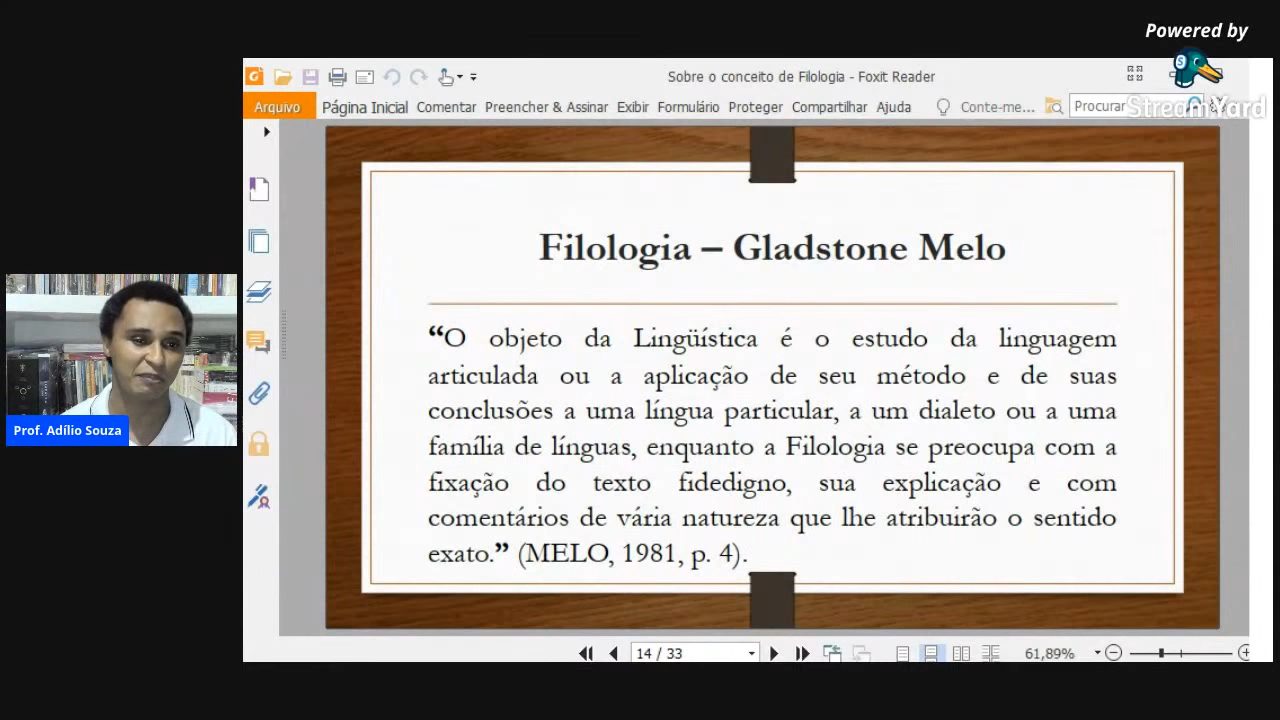 Powered by
StreamYard
Sobre o conceito de Filologia - Foxit Reader
Arquivo Página Inicial Comentar Preencher & Assinar Exibir Formulário Proteger Compartilhar Ajuda Conte-me... Procurar
Filologia – Gladstone Melo
“O objeto da Lingüística é o estudo da linguagem
articulada ou a aplicação de seu método e de suas
conclusões a uma língua particular, a um dialeto ou a uma
família de línguas, enquanto a Filologia se preocupa com a
fixação do texto fidedigno, sua explicação e com
comentários de vária natureza que lhe atribuirão o sentido
exato.” (MELO, 1981, p. 4).
Prof. Adílio Souza
14 / 33
61,89%